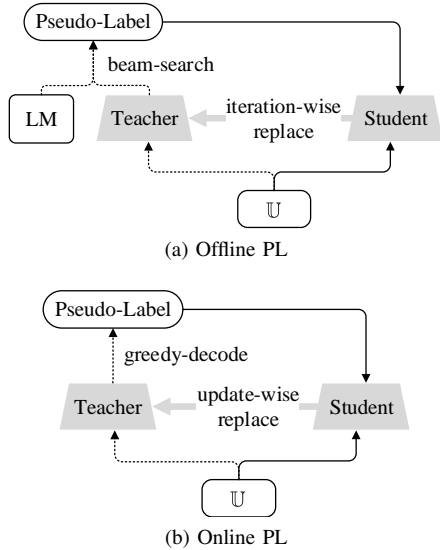 Pseudo-Label
beam-search
LM
Teacher
iteration-wise
replace
Student
𝕌
(a) Offline PL
Pseudo-Label
greedy-decode
Teacher
update-wise
replace
Student
𝕌
(b) Online PL